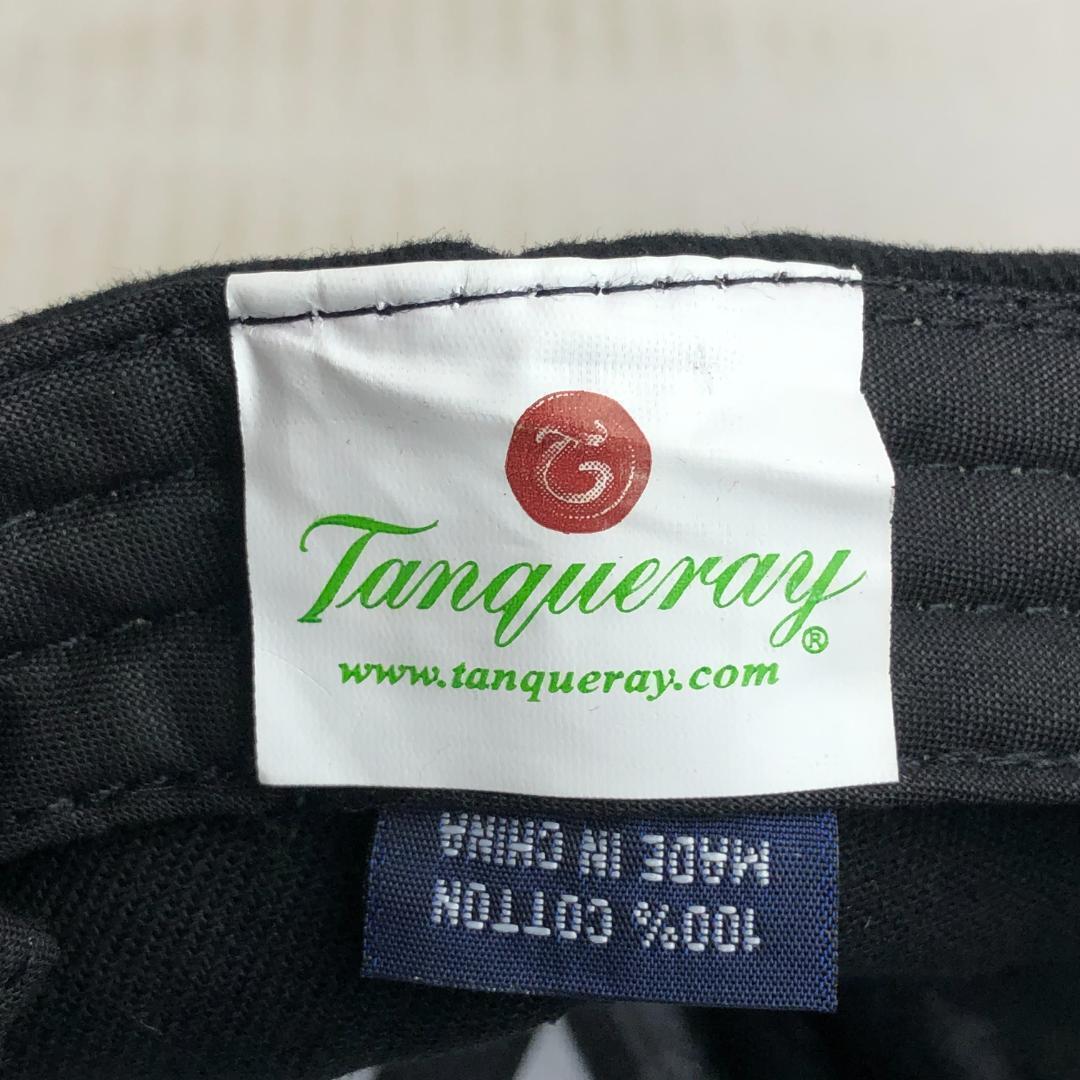 T
Tanqueray®
www.tanqueray.com
100% COTTON
MADE IN CHINA